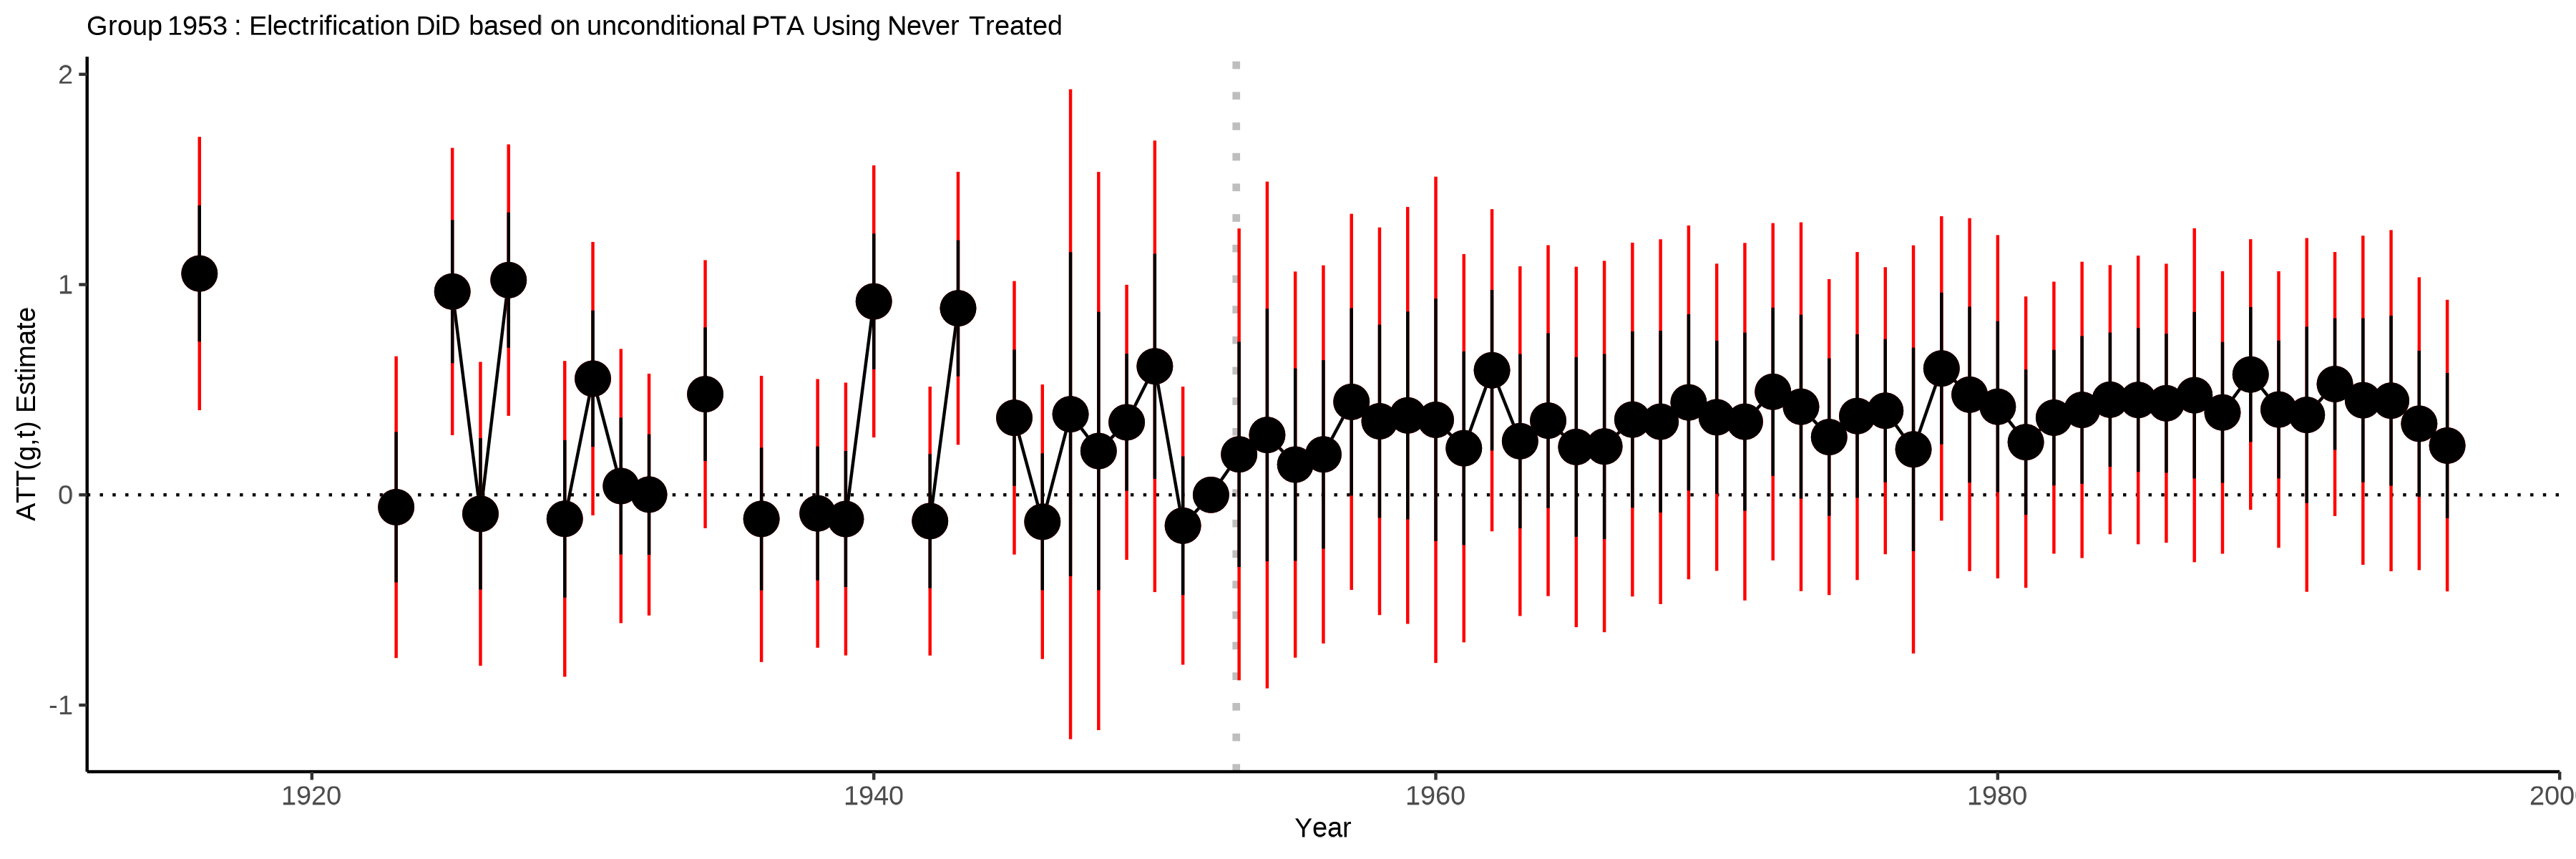 Group 1953 : Electrification DiD based on unconditional PTA Using Never Treated
ATT(g,t) Estimate
2
1
0
-1
1920 1940 1960 1980 200
Year